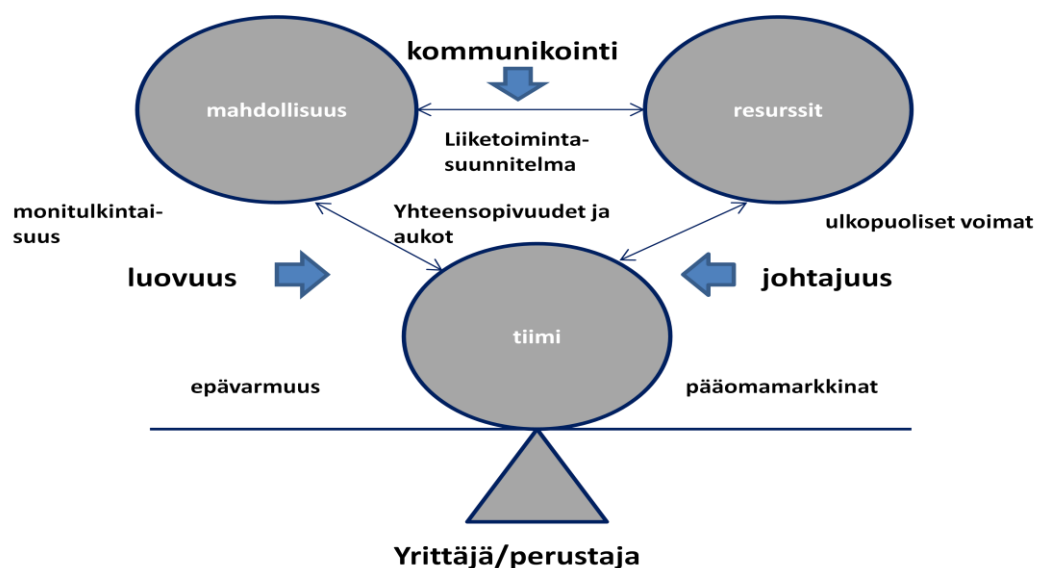 kommunikointi
mahdollisuus
resurssit
Liiketoiminta-
suunnitelma
monitulkintai-
suus
Yhteensopivuudet ja
aukot
ulkopuoliset voimat
luovuus
johtajuus
tiimi
epävarmuus
pääomamarkkinat
Yrittäjä/perustaja